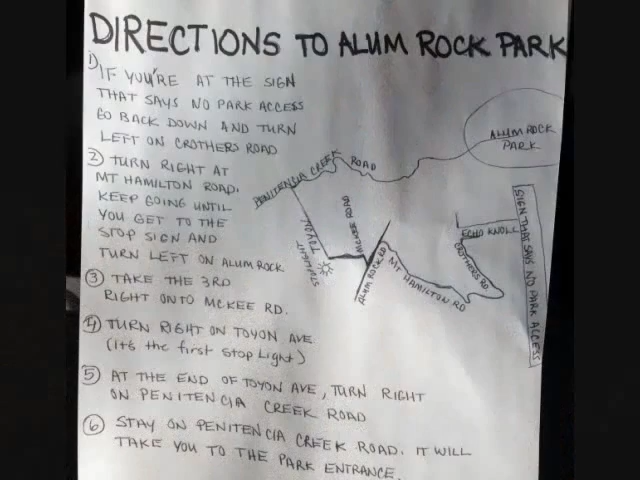 DIRECTIONS TO ALUM ROCK PARK
1) IF YOU'RE AT THE SIGN
THAT SAYS NO PARK ACCESS
GO BACK DOWN AND TURN
LEFT ON CROTHERS ROAD
2) TURN RIGHT AT
MT HAMILTON ROAD.
KEEP GOING UNTIL
YOU GET TO THE
STOP SIGN AND
TURN LEFT ON ALUM ROCK
3) TAKE THE 3RD
RIGHT ONTO MCKEE RD.
4) TURN RIGHT ON TOYON AVE
(It's the first Stop Light)
5) AT THE END OF TOYON AVE, TURN RIGHT
ON PENITENCIA CREEK ROAD
6) STAY ON PENITENCIA CREEK ROAD. IT WILL
TAKE YOU TO THE PARK ENTRANCE.
ALUM ROCK
PARK
PENITENCIA CREEK ROAD
TOYON
STOPLIGHT
MCKEE ROAD
ALUM ROCK RD
MT HAMILTON RD
CROTHERS RD.
ECHO KNOLL
SIGN THAT SAYS NO PARK ACCESS